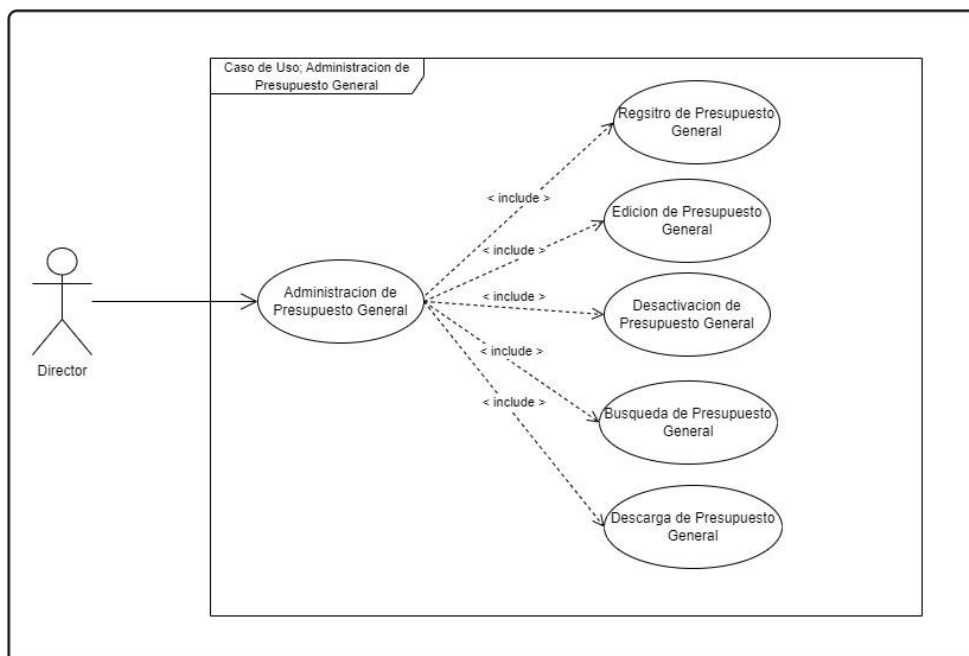 Caso de Uso; Administracion de
Presupuesto General
Regsitro de Presupuesto
General
< include >
Edicion de Presupuesto
General
< include >
Desactivacion de
Presupuesto General
< include >
Administracion de
Presupuesto General
< include >
Busqueda de Presupuesto
General
< include >
Descarga de Presupuesto
General
Director